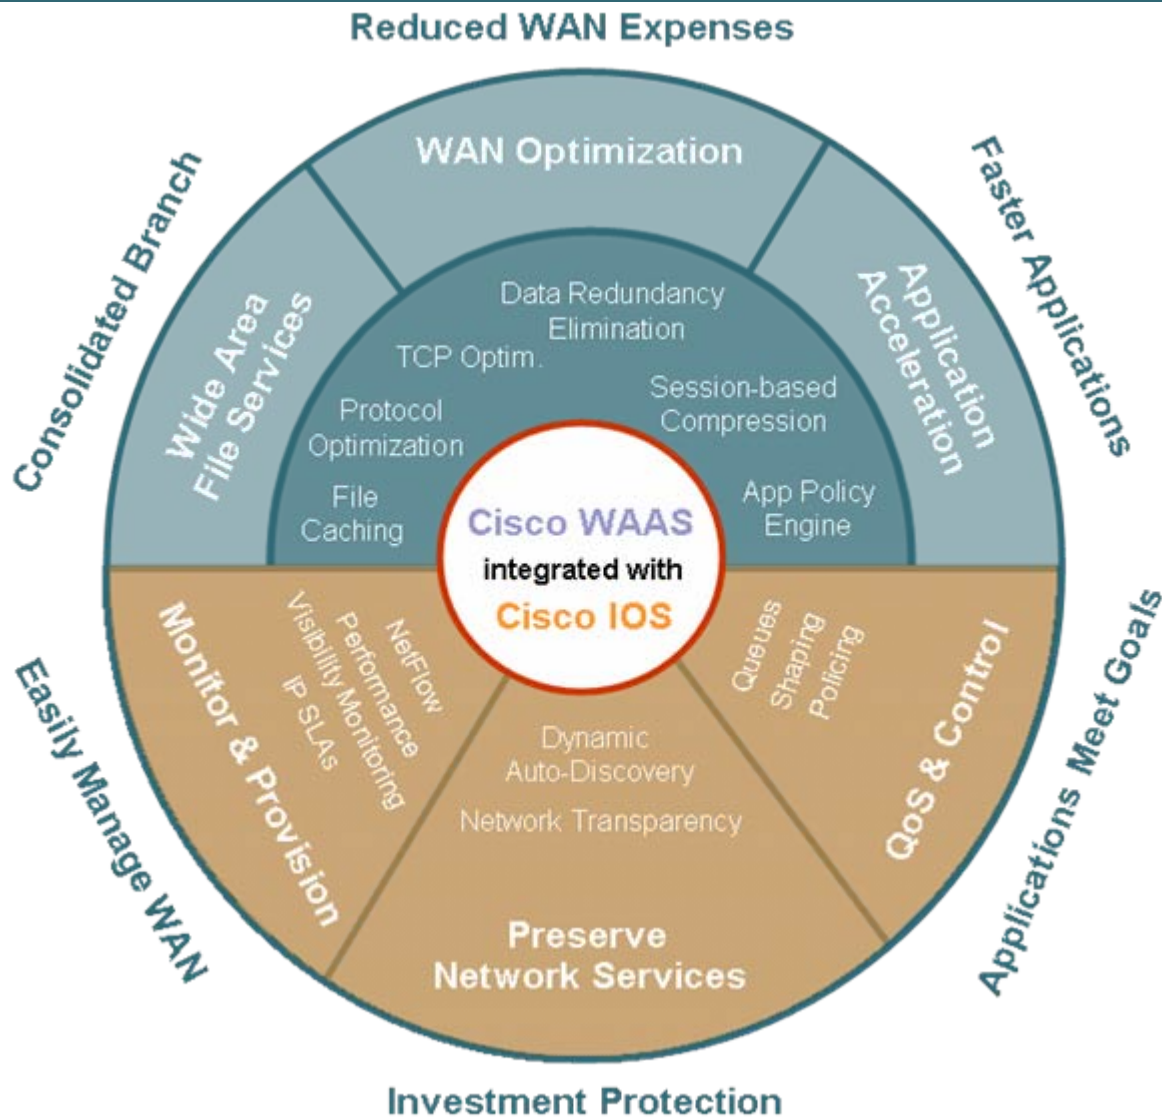 Reduced WAN Expenses
WAN Optimization
Consolidated Branch
Faster Applications
Wide Area
File Services
Application
Acceleration
Data Redundancy
Elimination
TCP Optim.
Session-based
Compression
Protocol
Optimization
File
Caching
App Policy
Engine
Cisco WAAS
integrated with
Cisco IOS
Monitor & Provision
NetFlow
Performance
Visibility Monitoring
IP SLAs
Queues
Shaping
Policing
QoS & Control
Dynamic
Auto-Discovery
Network Transparency
Preserve
Network Services
Easily Manage WAN
Applications Meet Goals
Investment Protection